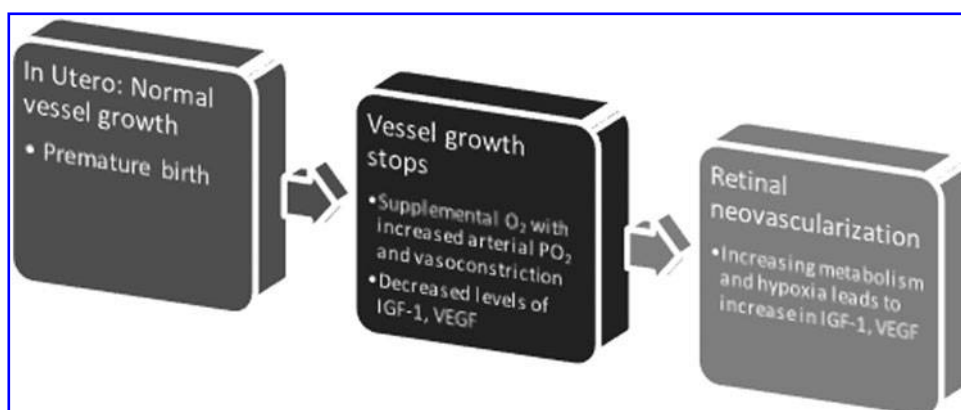 In Utero: Normal
vessel growth
• Premature birth
Vessel growth
stops
•Supplemental O₂ with
increased arterial PO₂
and vasoconstriction
•Decreased levels of
IGF-1, VEGF
Retinal
neovascularization
•Increasing metabolism
and hypoxia leads to
increase in IGF-1, VEGF